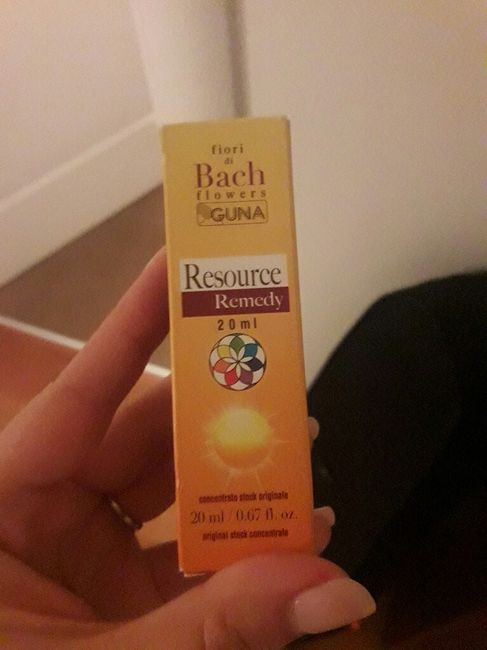 fiori
di
Bach
flowers
GUNA
Resource
Remedy
20 ml
concentrato stock originale
20 ml / 0.67 fl. oz.
original stock concentrate